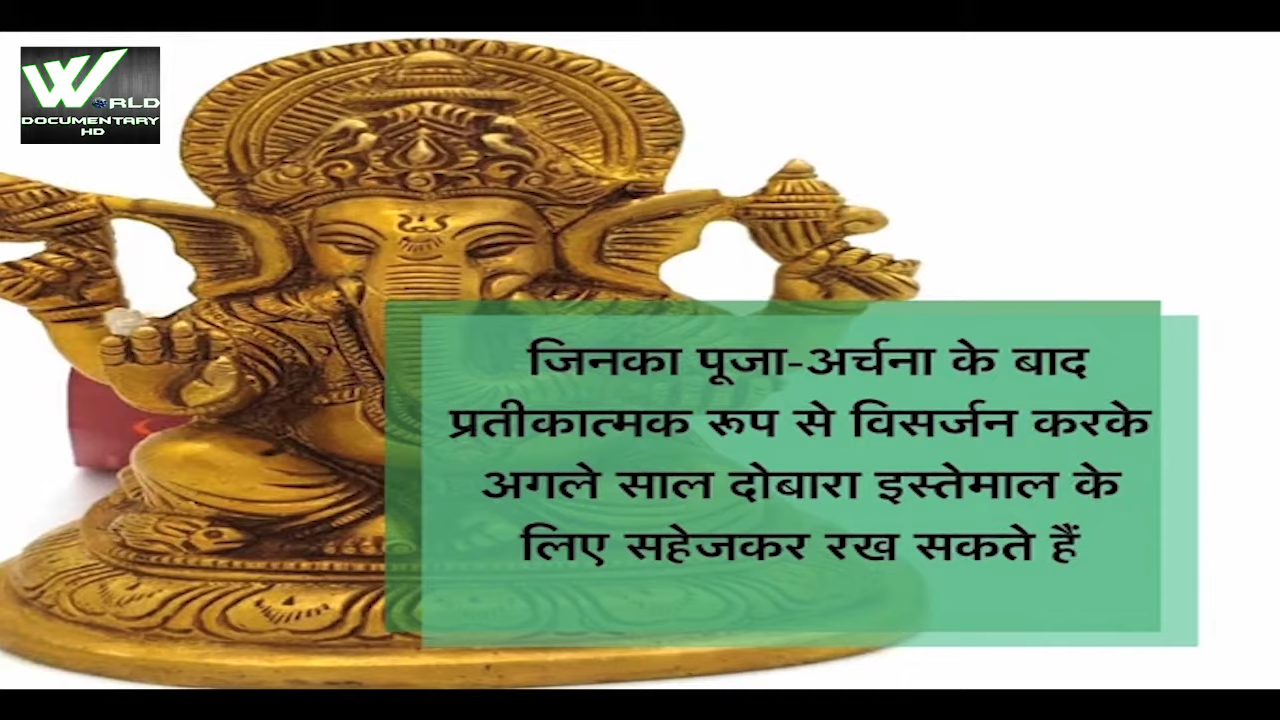 WORLD
DOCUMENTARY
HD
जिनका पूजा-अर्चना के बाद
प्रतीकात्मक रूप से विसर्जन करके
अगले साल दोबारा इस्तेमाल के
लिए सहेजकर रख सकते हैं